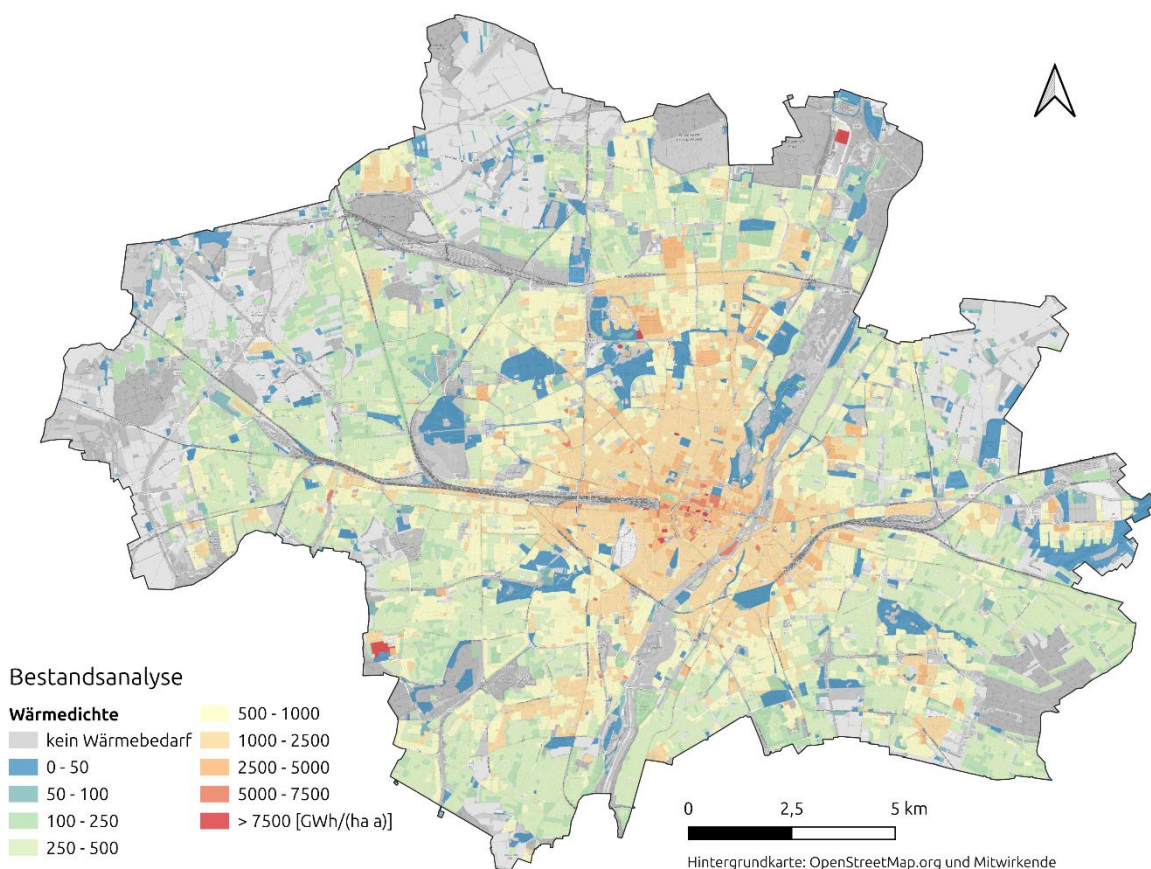 Bestandsanalyse
Wärmedichte
kein Wärmebedarf
0 - 50
50 - 100
100 - 250
250 - 500
500 - 1000
1000 - 2500
2500 - 5000
5000 - 7500
> 7500 [GWh/(ha a)]
0 2,5 5 km
Hintergrundkarte: OpenStreetMap.org und Mitwirkende